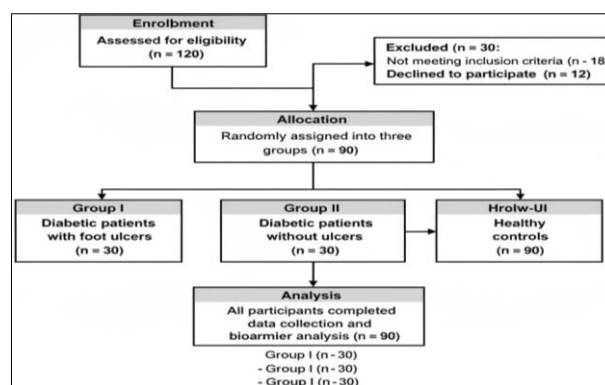 Enrolbment
Assessed for eligibility
(n = 120)
Excluded (n = 30:
Not meeting inclusion criteria (n - 18
Declined to participate (n = 12)
Allocation
Randomly assigned into three
groups (n = 90)
Group I
Diabetic patients
with foot ulcers
(n = 30)
Group II
Diabetic patients
without ulcers
(n = 30)
Hrolw-UI
Healthy
controls
(n = 90)
Analysis
All participants completed
data collection and
bioarmier analysis (n = 90)
Group I (n - 30)
- Group I (n - 30)
- Group I (n - 30)